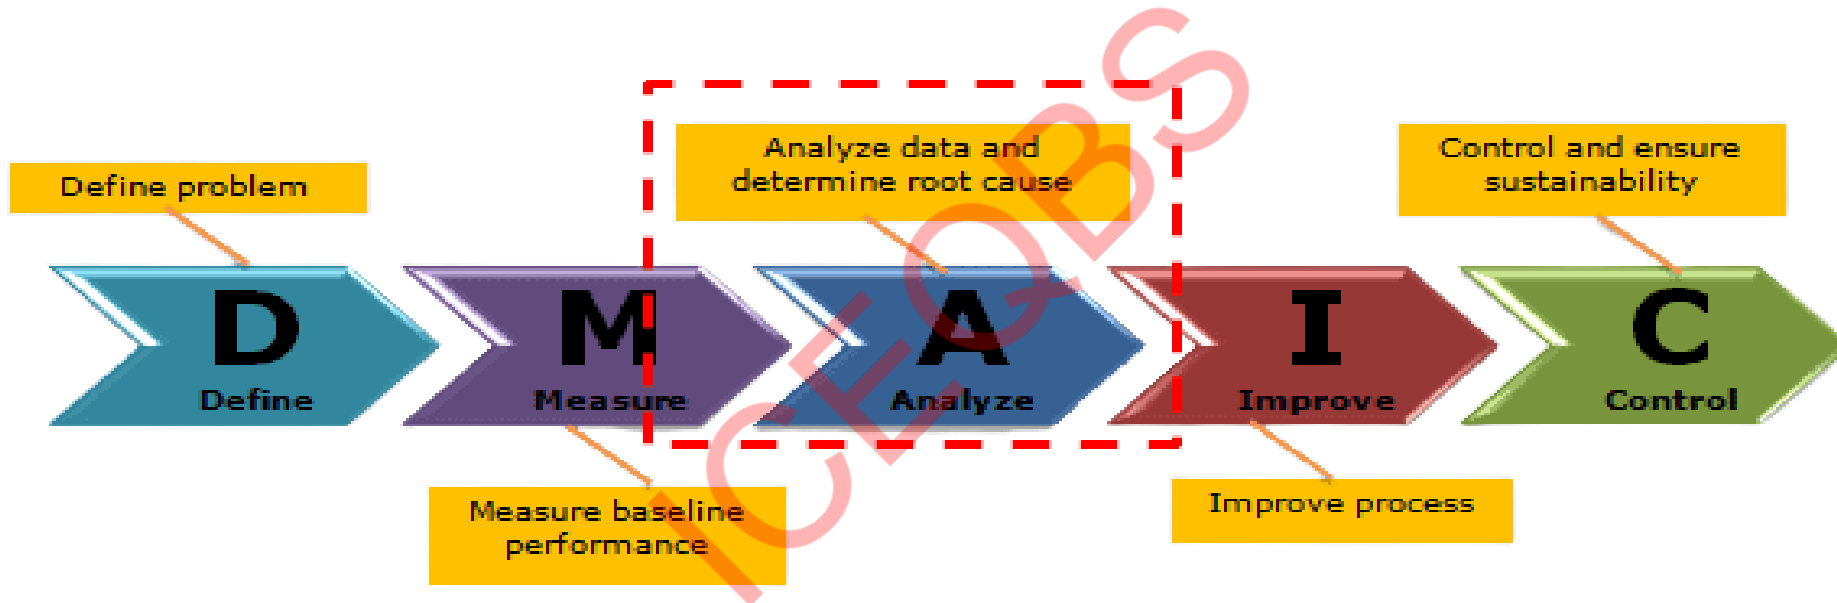 Define problem
Analyze data and
determine root cause
Control and ensure
sustainability
D
Define
M
Measure
A
Analyze
I
Improve
C
Control
Measure baseline
performance
Improve process
ICEQBS